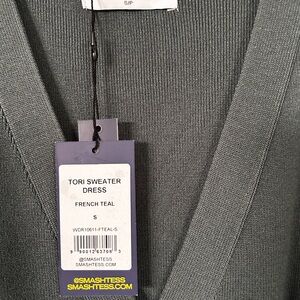 S/P
TORI SWEATER
DRESS
FRENCH TEAL
S
WDR10611-FTEAL-S
@SMASHTESS
SMASHTESS.COM
@SMASHTESS
SMASHTESS.COM